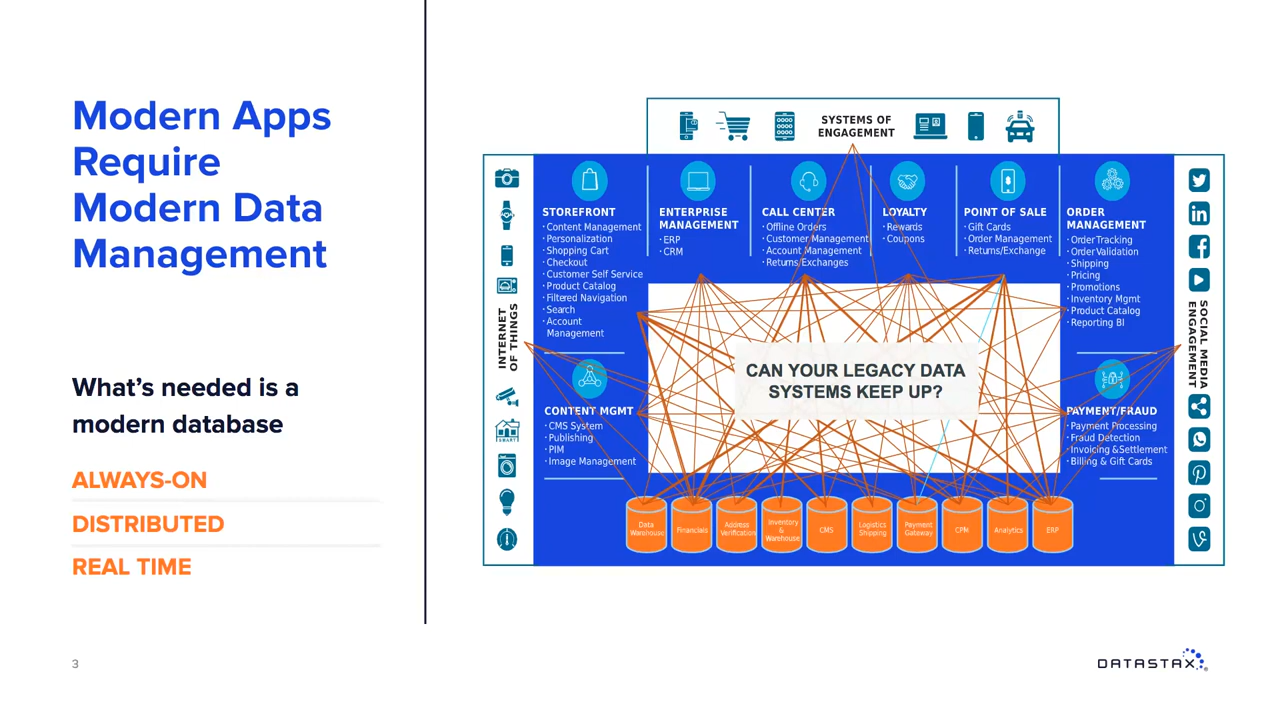 Modern Apps
Require
Modern Data
Management
What's needed is a
modern database
ALWAYS-ON
DISTRIBUTED
REAL TIME
SYSTEMS OF
ENGAGEMENT
INTERNET
OF THINGS
STOREFRONT
· Content Management
· Personalization
· Shopping Cart
· Checkout
· Customer Self Service
· Product Catalog
· Filtered Navigation
· Search
· Account
Management
ENTERPRISE
MANAGEMENT
· ERP
· CRM
CALL CENTER
· Offline Orders
· Customer Management
· Account Management
· Returns/Exchanges
LOYALTY
· Rewards
· Coupons
POINT OF SALE
· Gift Cards
· Order Management
· Returns/Exchange
ORDER
MANAGEMENT
· Order Tracking
· Order Validation
· Shipping
· Pricing
· Promotions
· Inventory Mgmt
· Product Catalog
· Reporting BI
SOCIAL MEDIA
ENGAGEMENT
CAN YOUR LEGACY DATA
SYSTEMS KEEP UP?
SMART
CONTENT MGMT
· CMS System
· Publishing
· PIM
· Image Management
PAYMENT/FRAUD
· Payment Processing
· Fraud Detection
· Invoicing & Settlement
· Billing & Gift Cards
Data
Warehouse
Financials
Address
Verification
Inventory
&
Warehouse
CMS
Logistics
Shipping
Payment
Gateway
CPM
Analytics
ERP
3
DATASTAX